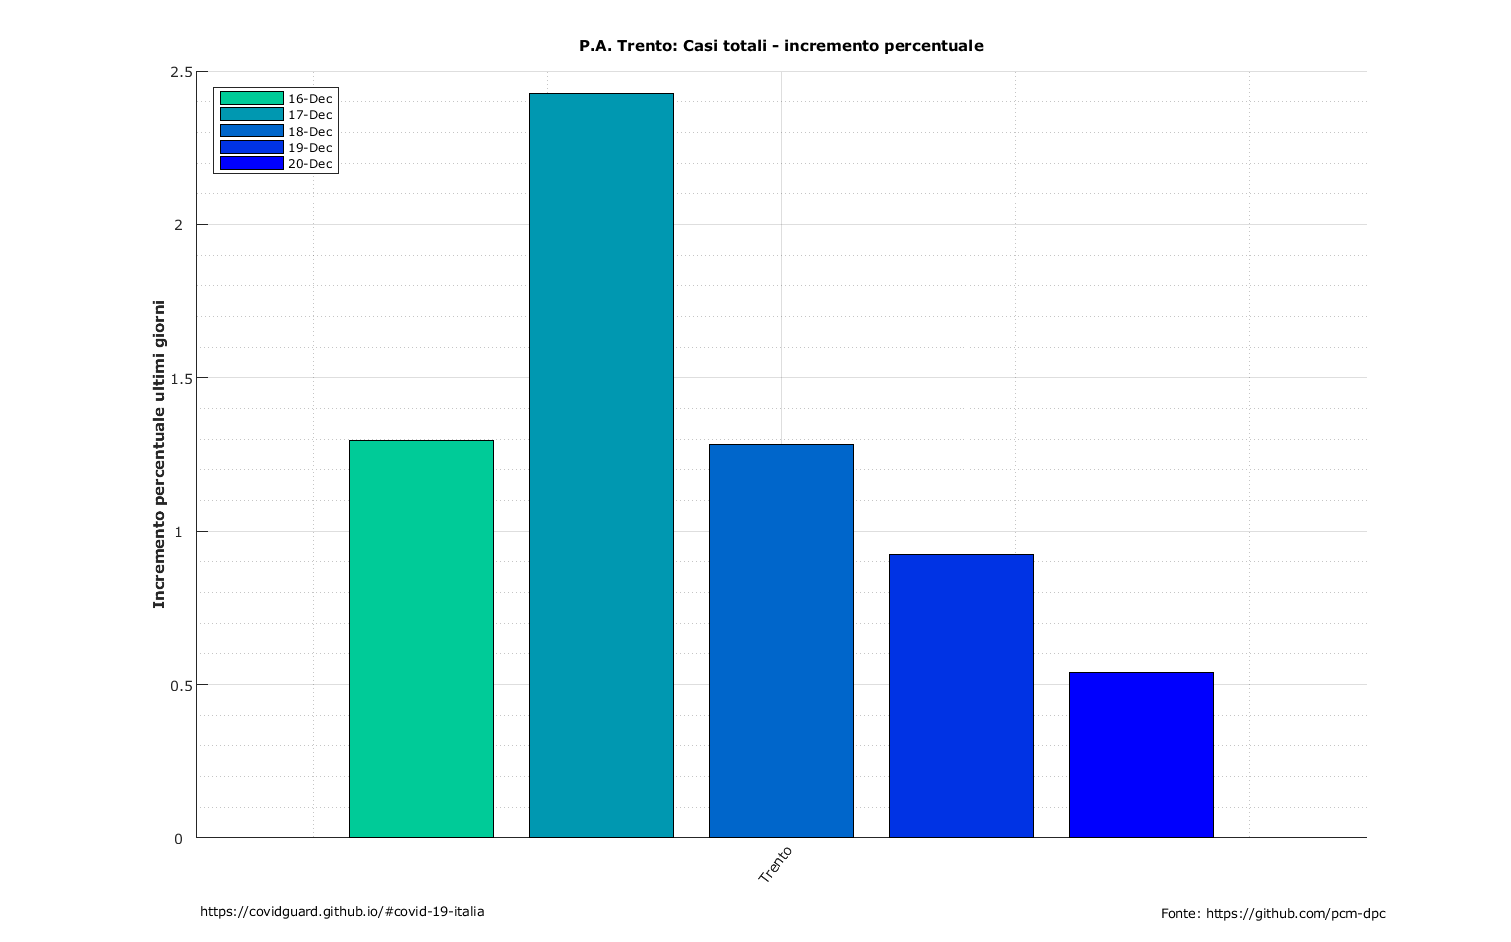 P.A. Trento: Casi totali - incremento percentuale
16-Dec
17-Dec
18-Dec
19-Dec
20-Dec
Incremento percentuale ultimi giorni
2.5
2
1.5
1
0.5
0
Trento
https://covidguard.github.io/#covid-19-italia
Fonte: https://github.com/pcm-dpc